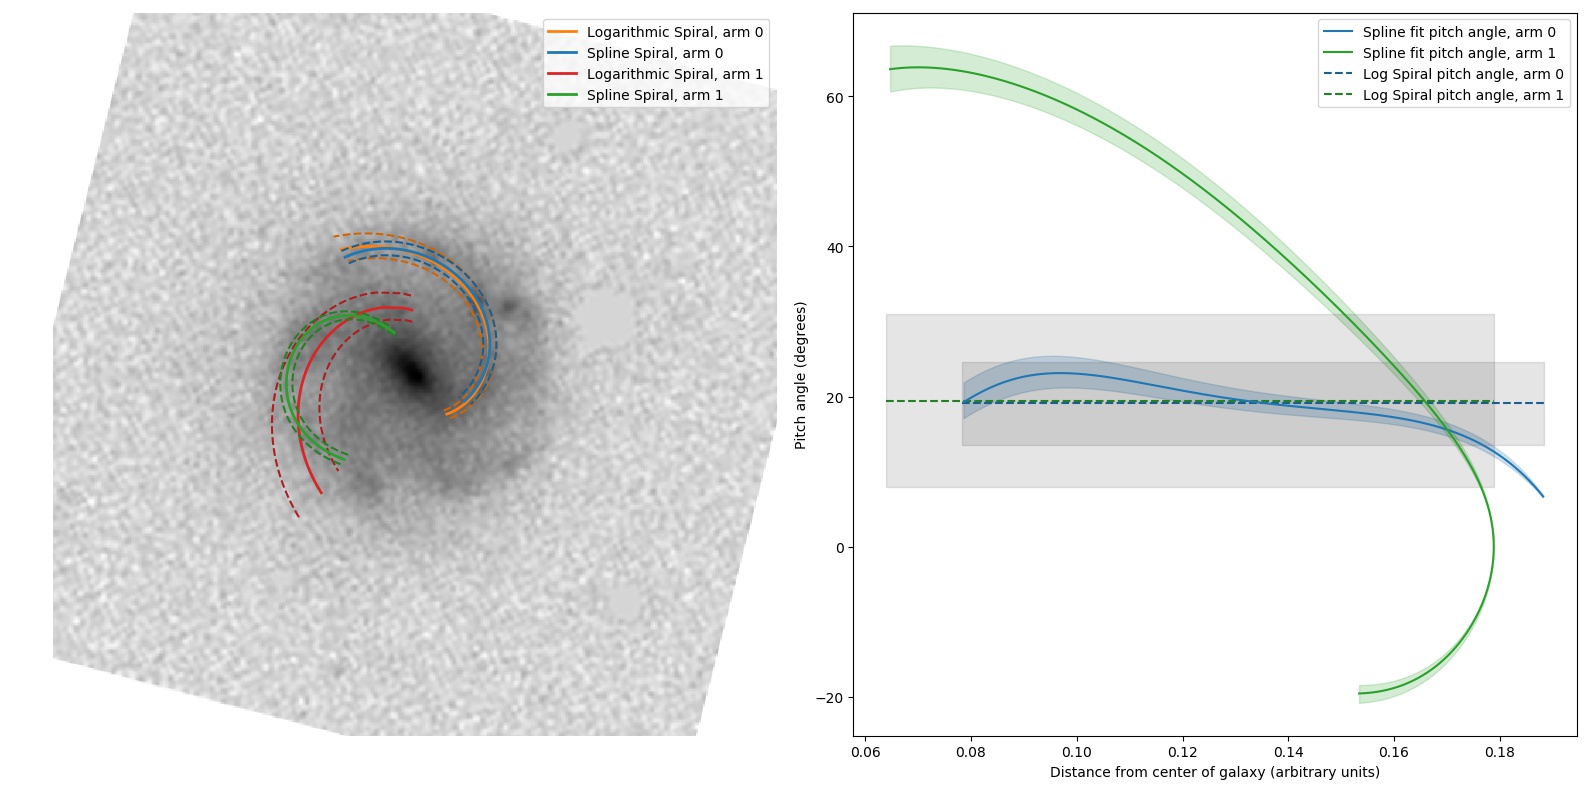 Logarithmic Spiral, arm 0
Spline Spiral, arm 0
Logarithmic Spiral, arm 1
Spline Spiral, arm 1
Spline fit pitch angle, arm 0
Spline fit pitch angle, arm 1
Log Spiral pitch angle, arm 0
Log Spiral pitch angle, arm 1
Pitch angle (degrees)
60
40
20
0
−20
0.06 0.08 0.10 0.12 0.14 0.16 0.18
Distance from center of galaxy (arbitrary units)